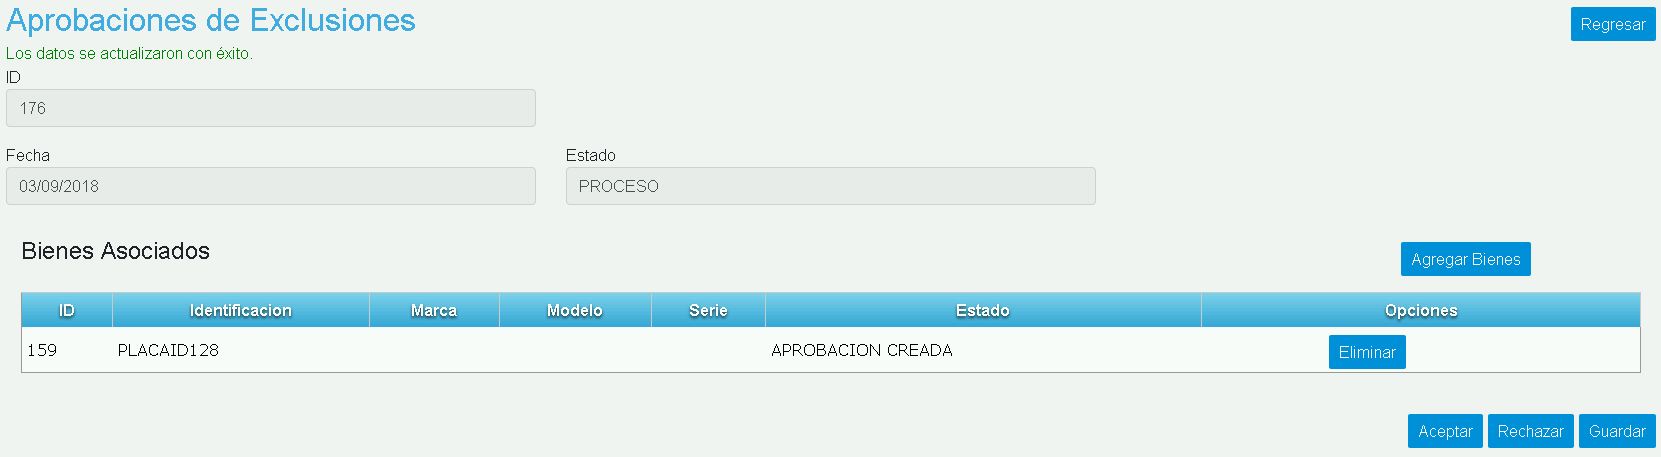 Aprobaciones de Exclusiones
Regresar
Los datos se actualizaron con éxito.
ID
176
Fecha Estado
03/09/2018 PROCESO
Bienes Asociados
Agregar Bienes
ID Identificacion Marca Modelo Serie Estado Opciones
159 PLACAID128 APROBACION CREADA Eliminar
Aceptar Rechazar Guardar